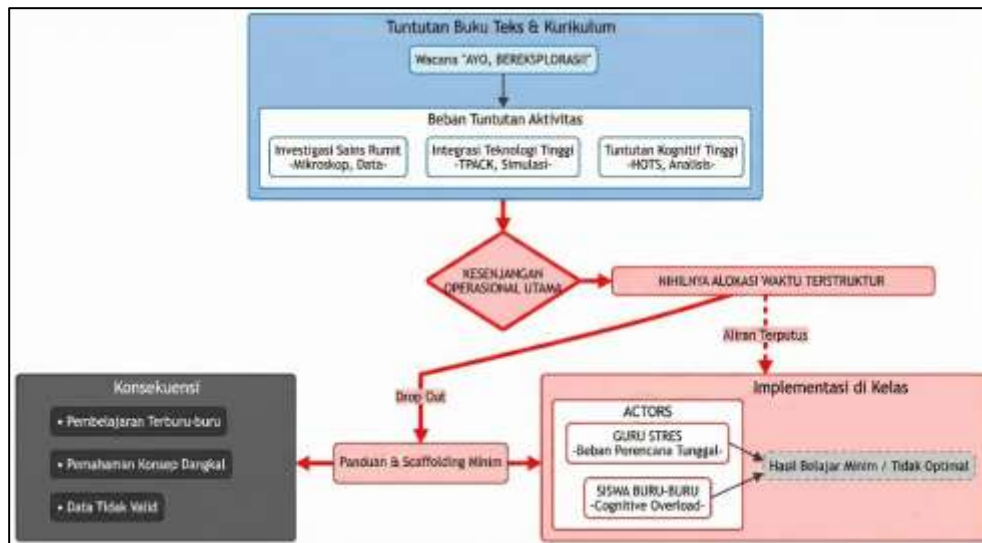 Tuntutan Buku Teks & Kurikulum
Wacana "AYO, BEREKSPLORASI!"
Beban Tuntutan Aktivitas
Investigasi Sains Rumit
-Mikroskop, Data-
Integrasi Teknologi Tinggi
-TPACK, Simulasi-
Tuntutan Kognitif Tinggi
-HOTS, Analisis-
KESENJANGAN
OPERASIONAL UTAMA
NIHILNYA ALOKASI WAKTU TERSTRUKTUR
Aliran Terputus
Drop Out
Konsekuensi
• Pembelajaran Terburu-buru
• Pemahaman Konsep Dangkal
• Data Tidak Valid
Panduan & Scaffolding Minim
Implementasi di Kelas
ACTORS
GURU STRES
-Beban Perencana Tunggal-
SISWA BURU-BURU
-Cognitive Overload-
Hasil Belajar Minim / Tidak Optimal